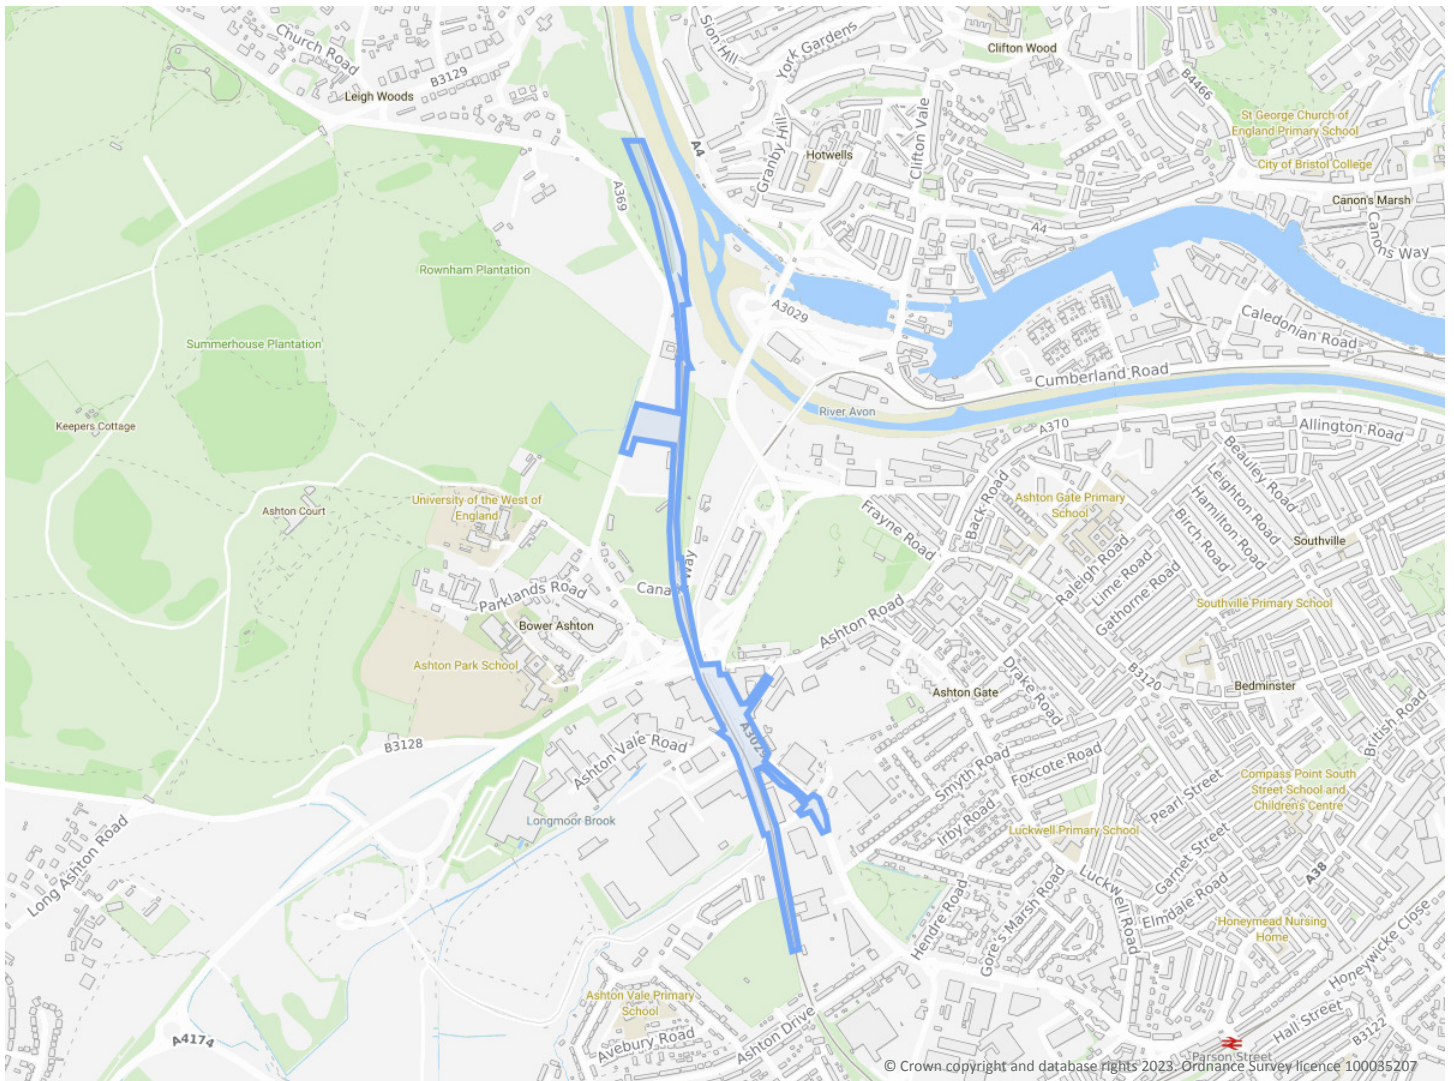 Church Road
B3129
Leigh Woods
Sion Hill
York Gardens
Clifton Wood
B4466
St George Church of
England Primary School
City of Bristol College
A4
Granby Hill
Hotwells
Clifton Vale
A4
Canon's Marsh
Canons Way
A369
Rownham Plantation
A3029
Caledonian Road
Summerhouse Plantation
Cumberland Road
River Avon
Keepers Cottage
A370
Allington Road
Beauley Road
Leighton Road
Hamilton Road
Birch Road
University of the West of
England
Ashton Court
Back Road
Ashton Gate Primary
School
Frayne Road
Southville
Raleigh Road
Lime Road
Gathorne Road
Southville Primary School
Parklands Road
Bower Ashton
Ashton Road
Ashton Park School
Drake Road
B3120
Ashton Gate
Bedminster
British Road
B3128
Ashton Vale Road
A3029
Smyth Road
Foxcote Road
Pearl Street
Compass Point South
Street School and
Children's Centre
Longmoor Brook
Irby Road
Luckwell Primary School
Garnet Street
Long Ashton Road
Luckwell Road
Elmdale Road
A38
Hendre Road
Gore's Marsh Road
Honeymead Nursing
Home
Honeywicke Close
Ashton Vale Primary
School
Avebury Road
Ashton Drive
A4174
Hall Street
B3122
Parson Street
© Crown copyright and database rights 2023. Ordnance Survey licence 100035207